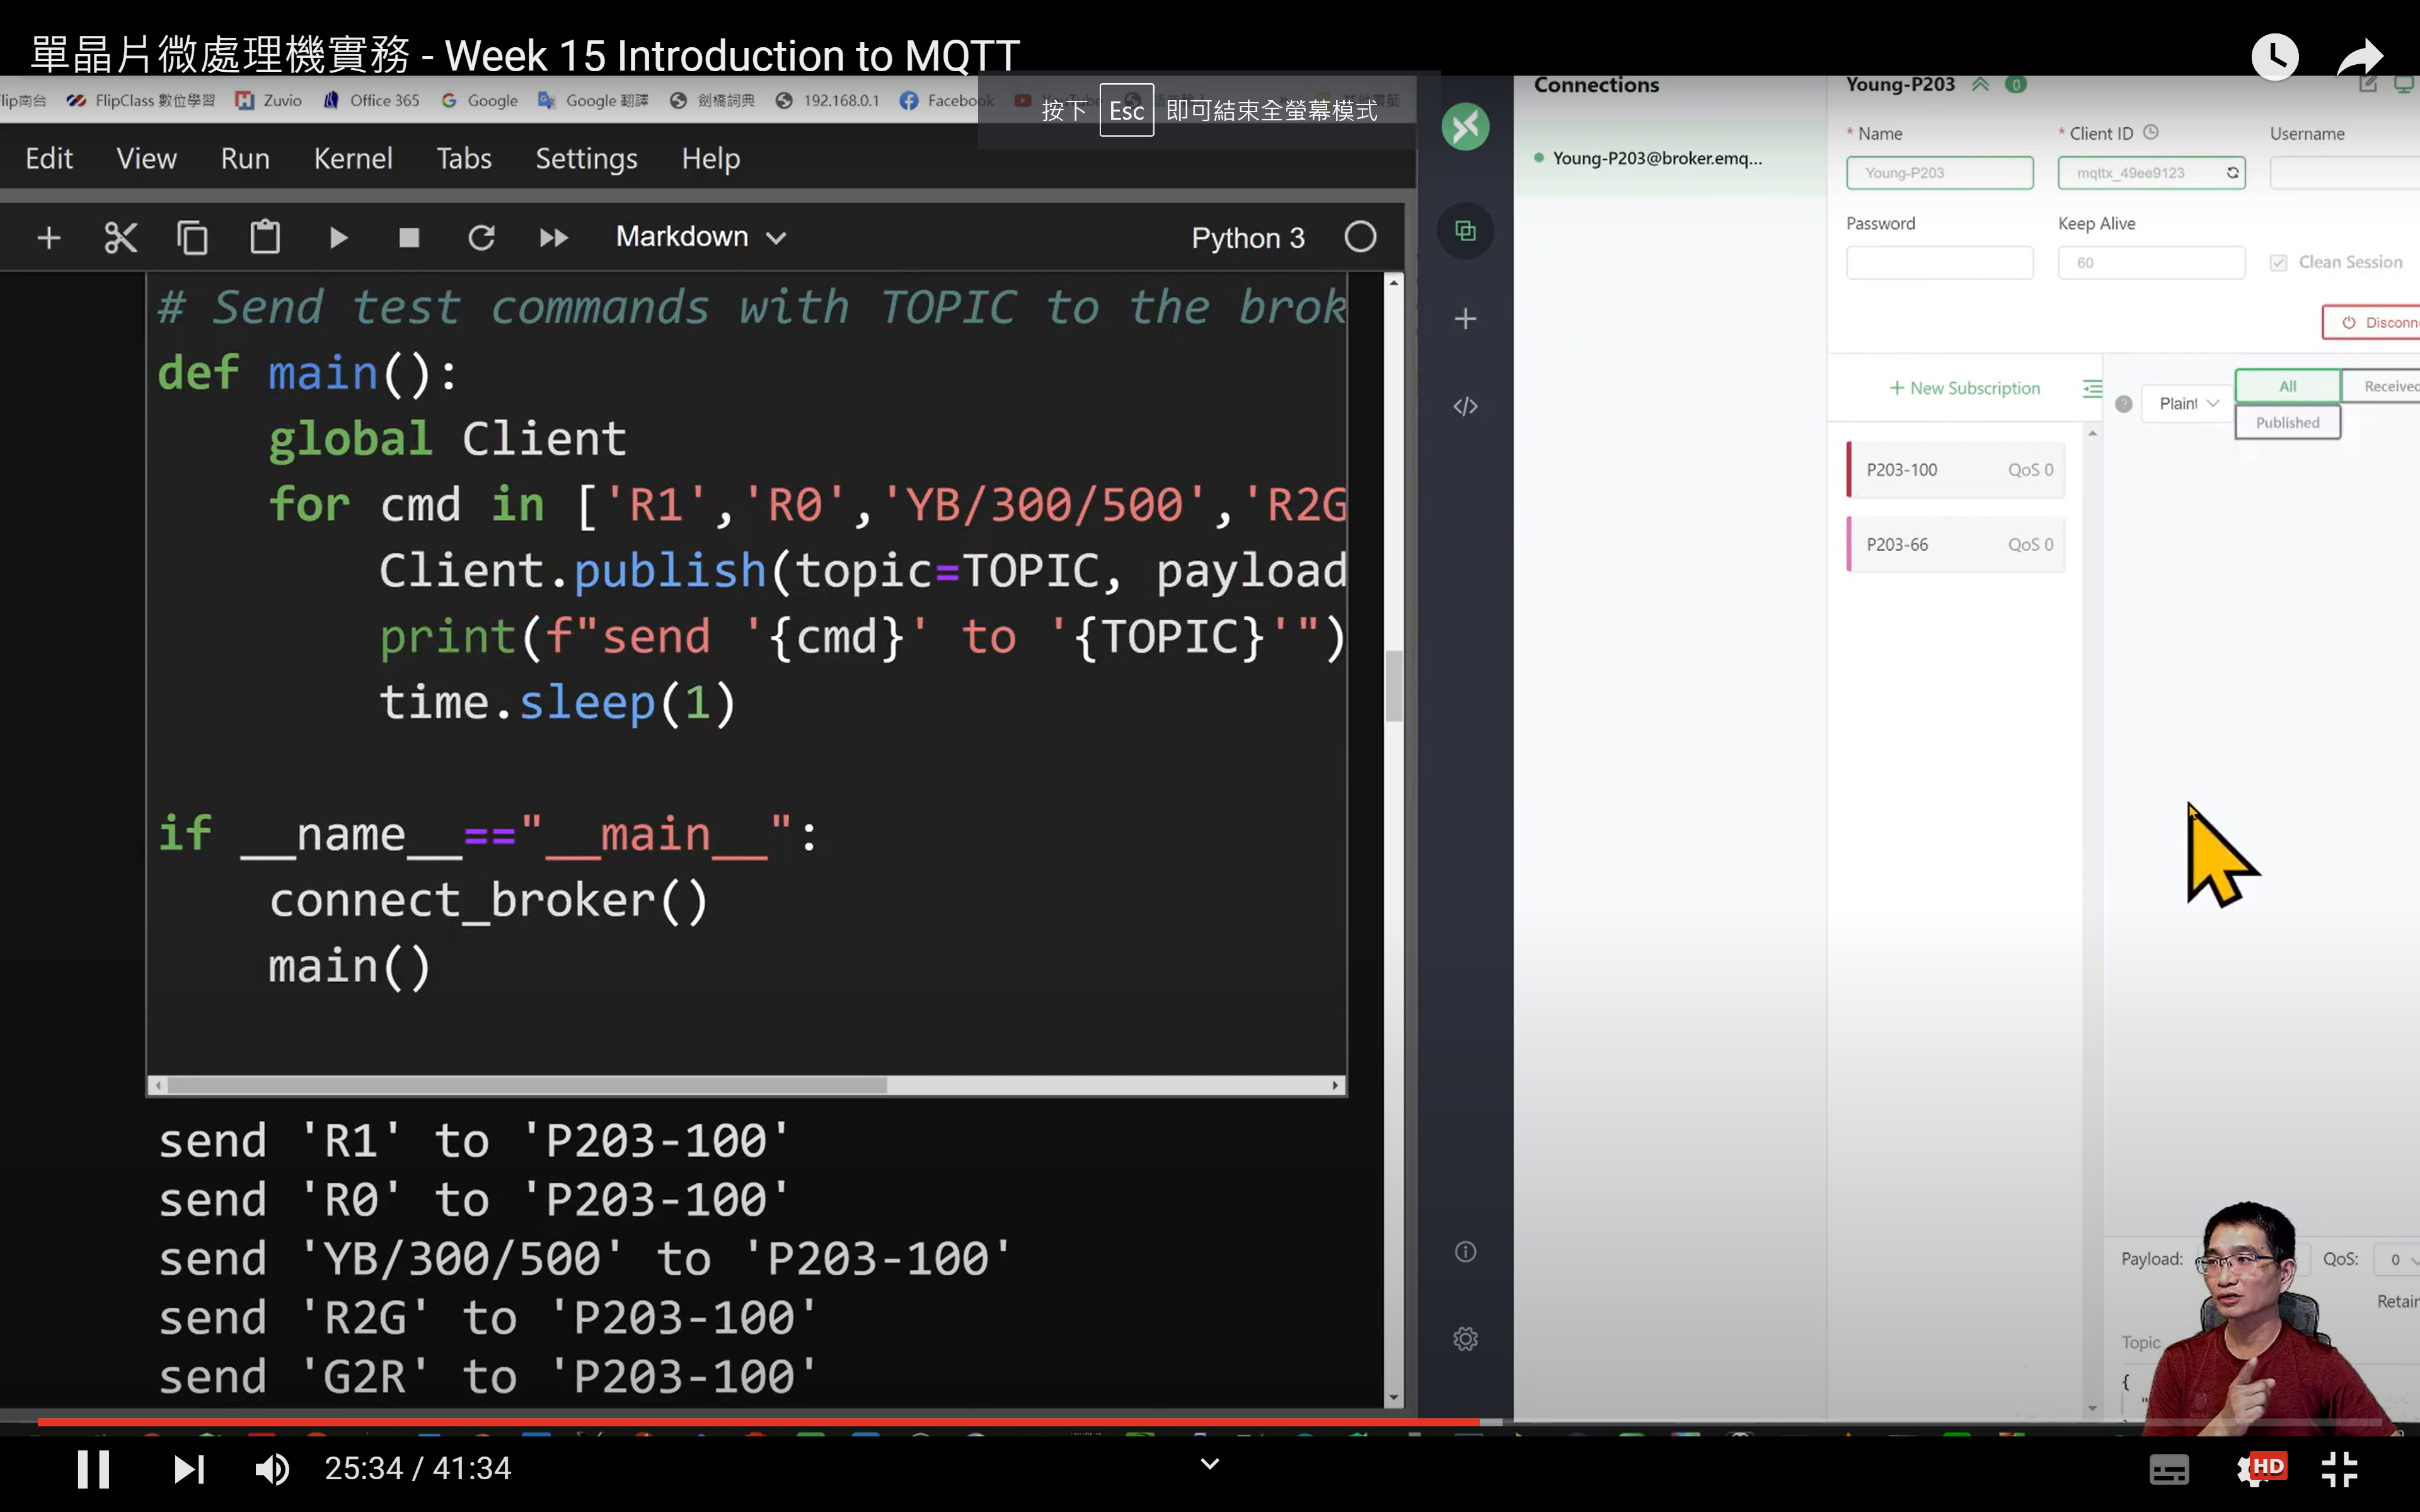 單晶片微處理機實務 - Week 15 Introduction to MQTT
按下 Esc 即可結束全螢幕模式
FlipClass 數位學習 Zuvio Office 365 Google Google 翻譯 劍橋詞典 192.168.0.1 Facebook
Edit View Run Kernel Tabs Settings Help
Markdown Python 3
# Send test commands with TOPIC to the brok
def main():
global Client
for cmd in ['R1','R0','YB/300/500','R2G
Client.publish(topic=TOPIC, payload
print(f"send '{cmd}' to '{TOPIC}'")
time.sleep(1)
if __name__=="__main__":
connect_broker()
main()
send 'R1' to 'P203-100'
send 'R0' to 'P203-100'
send 'YB/300/500' to 'P203-100'
send 'R2G' to 'P203-100'
send 'G2R' to 'P203-100'
Connections
Young-P203@broker.emq...
Young-P203 0
* Name * Client ID Username
Young-P203 mqttx_49ee9123
Password Keep Alive
60 Clean Session
Disconn
+ New Subscription
Plain All Received
Published
P203-100 QoS 0
P203-66 QoS 0
Payload: QoS: 0
Retain
Topic
{
25:34 / 41:34
HD